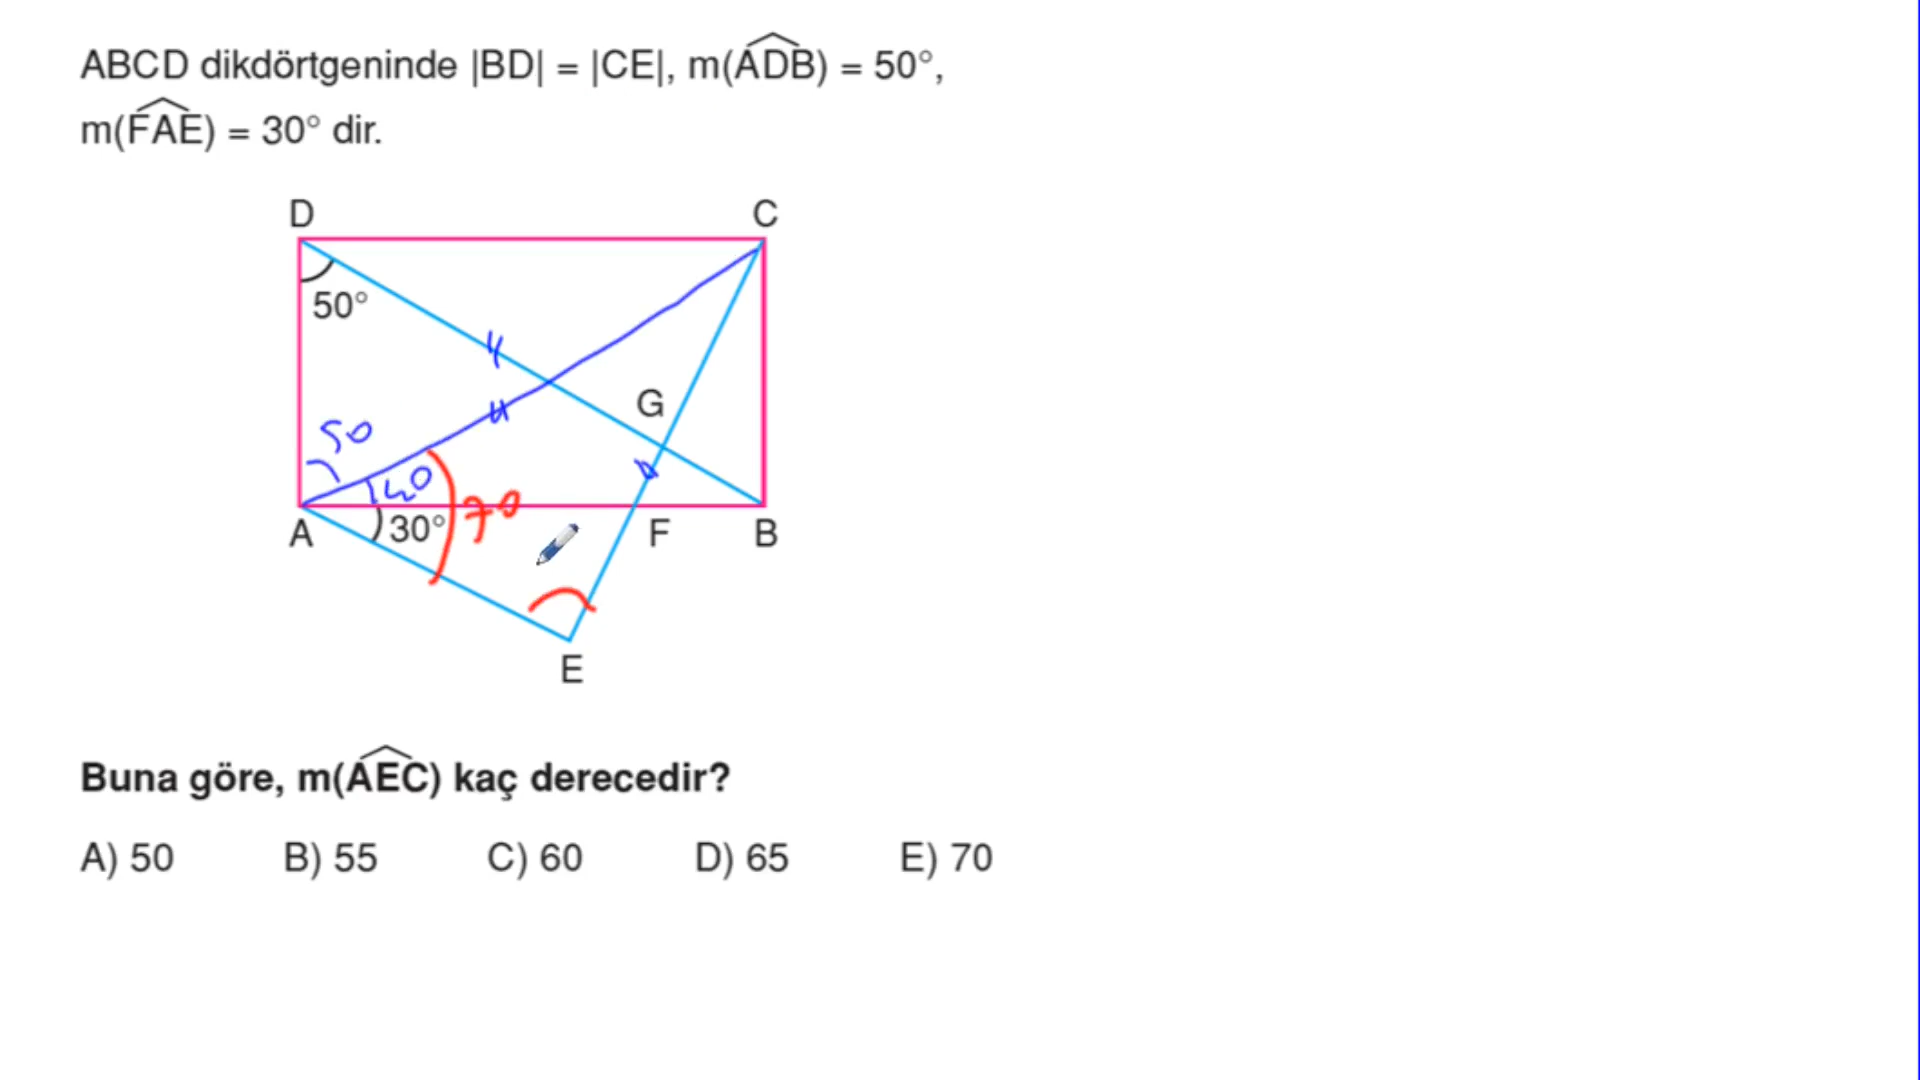 ABCD dikdörtgeninde |BD| = |CE|, m(ADB) = 50°,
m(FAE) = 30° dir.
D
C
50°
G
50
40
A
30°
70
F
B
E
Buna göre, m(AEC) kaç derecedir?
A) 50 B) 55 C) 60 D) 65 E) 70